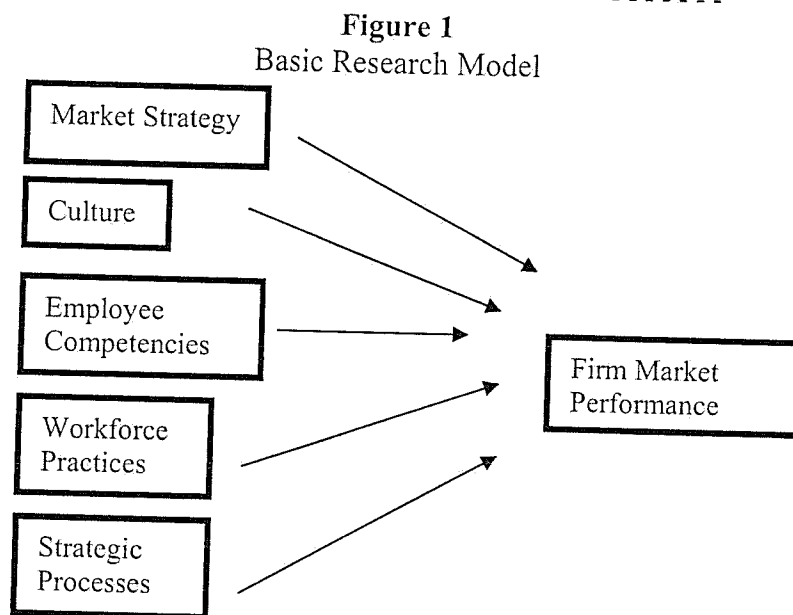 Figure 1
Basic Research Model
Market Strategy
Culture
Employee
Competencies
Workforce
Practices
Strategic
Processes
Firm Market
Performance